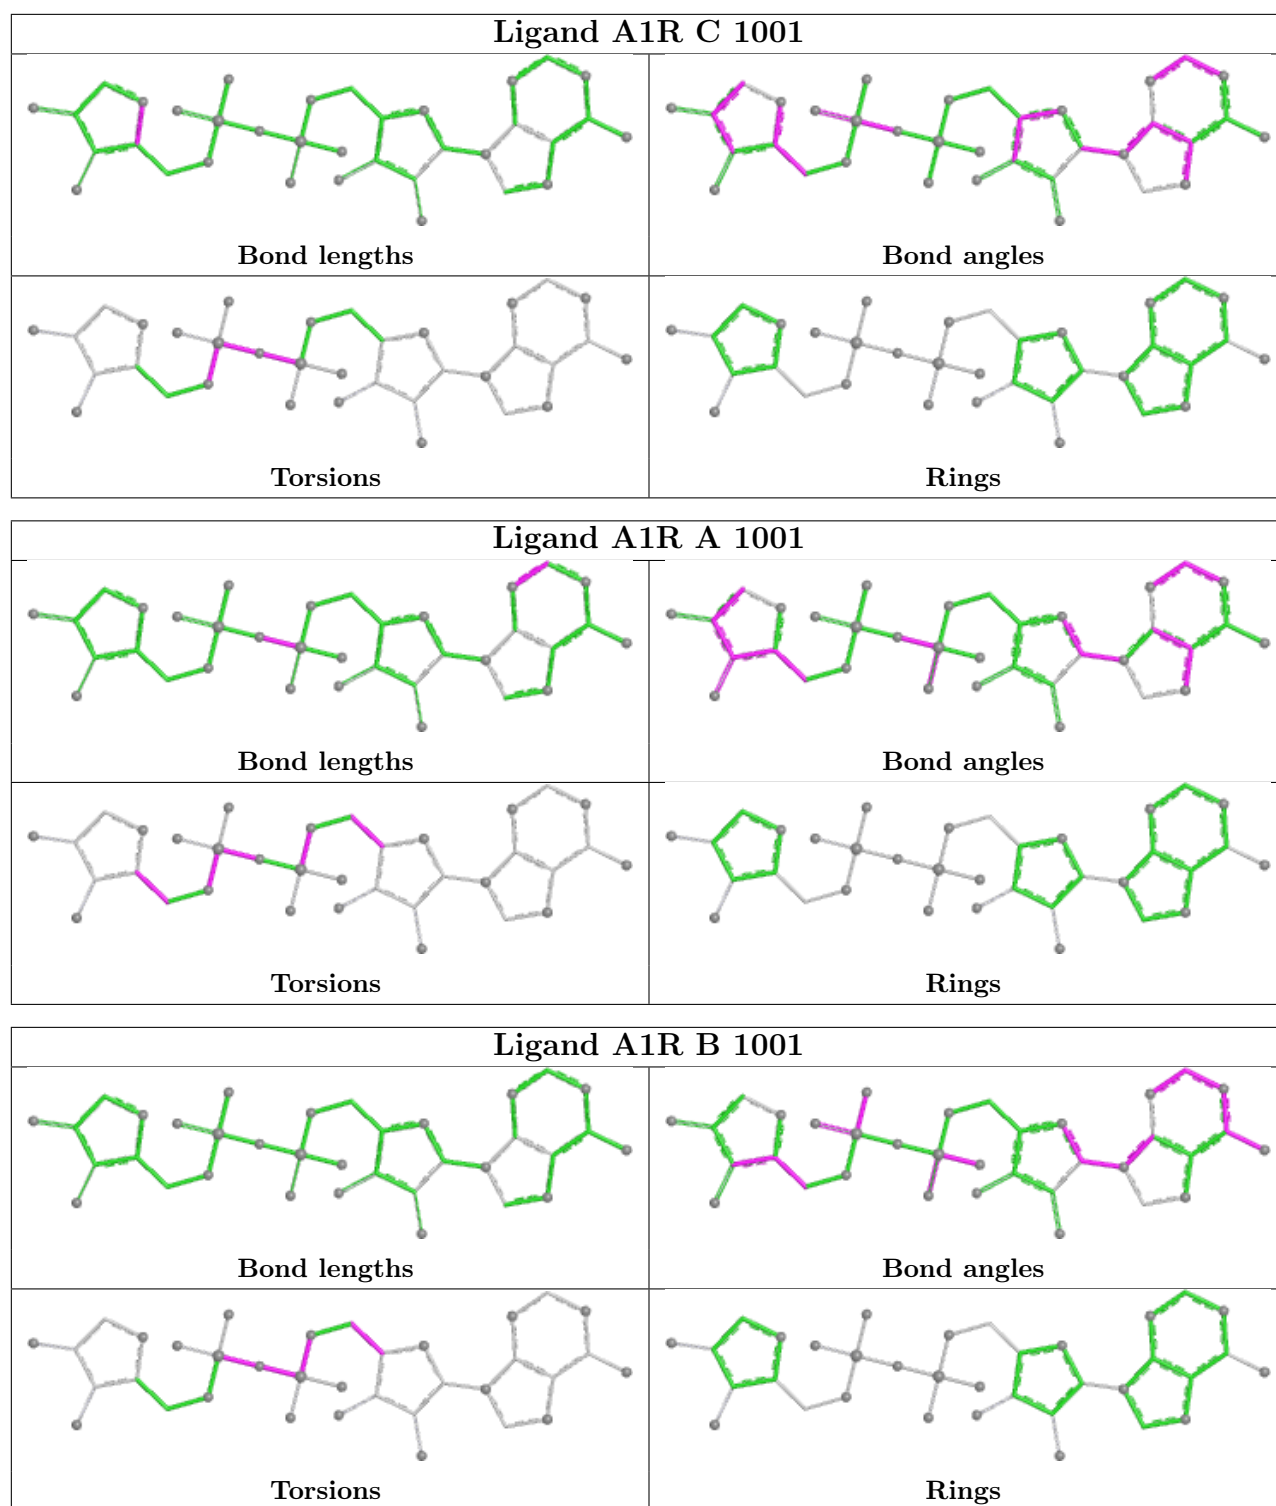 Ligand A1R C 1001
Bond lengths
Bond angles
Torsions
Rings
Ligand A1R A 1001
Bond lengths
Bond angles
Torsions
Rings
Ligand A1R B 1001
Bond lengths
Bond angles
Torsions
Rings